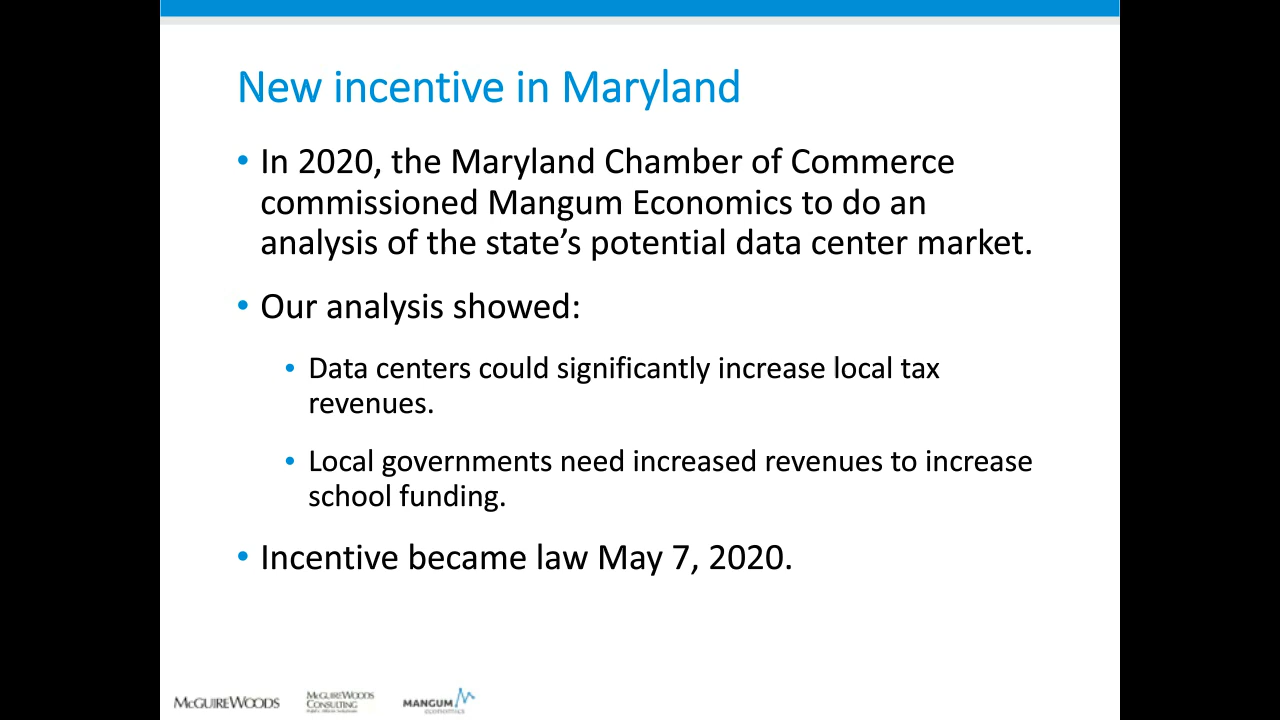 New incentive in Maryland
• In 2020, the Maryland Chamber of Commerce
commissioned Mangum Economics to do an
analysis of the state’s potential data center market.
• Our analysis showed:
• Data centers could significantly increase local tax
revenues.
• Local governments need increased revenues to increase
school funding.
• Incentive became law May 7, 2020.
McGUIREWOODS
McGUIREWOODS
CONSULTING
MANGUM
ECONOMICS